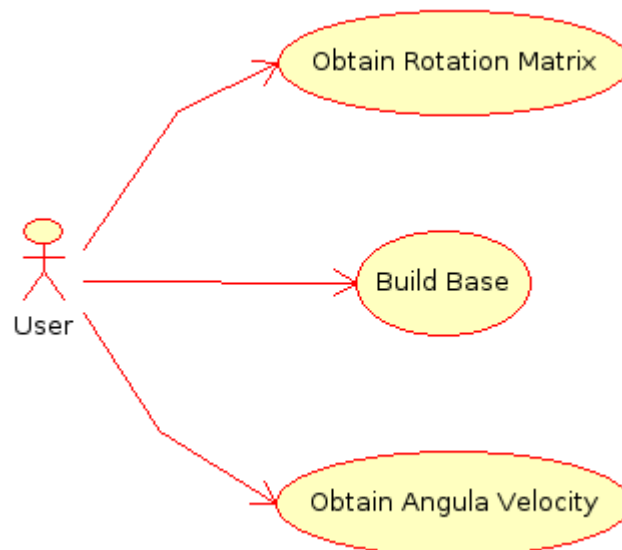 Obtain Rotation Matrix
Build Base
User
Obtain Angula Velocity